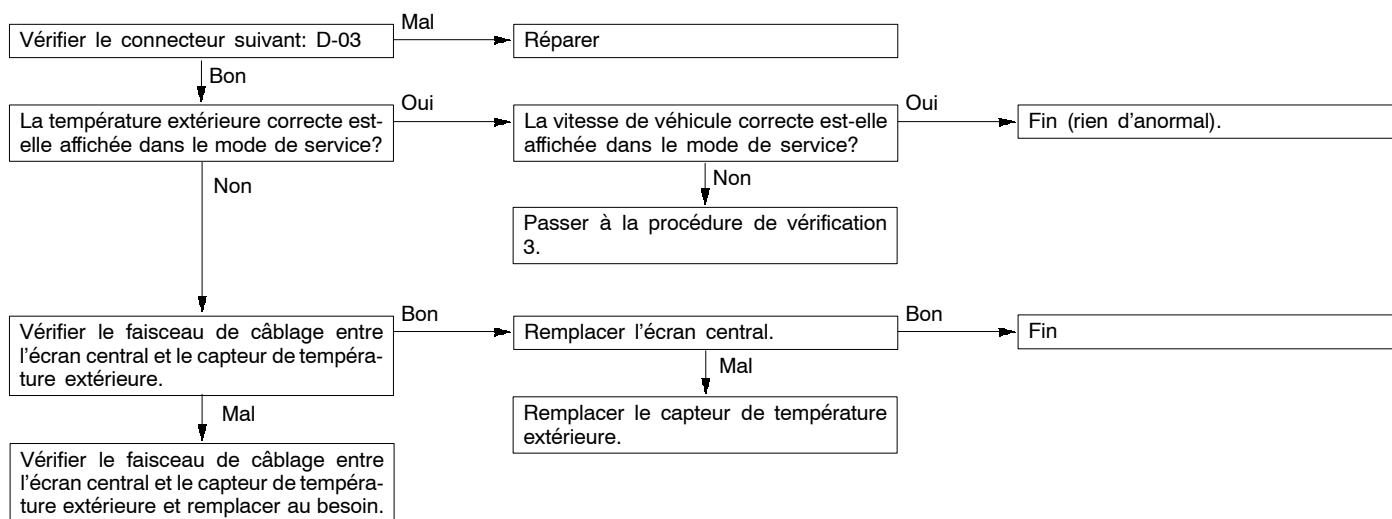 Mal
Vérifier le connecteur suivant: D-03
Réparer
Bon
Oui
Oui
La température extérieure correcte est-
elle affichée dans le mode de service?
La vitesse de véhicule correcte est-elle
affichée dans le mode de service?
Fin (rien d'anormal).
Non
Non
Passer à la procédure de vérification
3.
Bon
Bon
Vérifier le faisceau de câblage entre
l'écran central et le capteur de tempéra-
ture extérieure.
Remplacer l'écran central.
Fin
Mal
Mal
Remplacer le capteur de température
extérieure.
Vérifier le faisceau de câblage entre
l'écran central et le capteur de tempéra-
ture extérieure et remplacer au besoin.